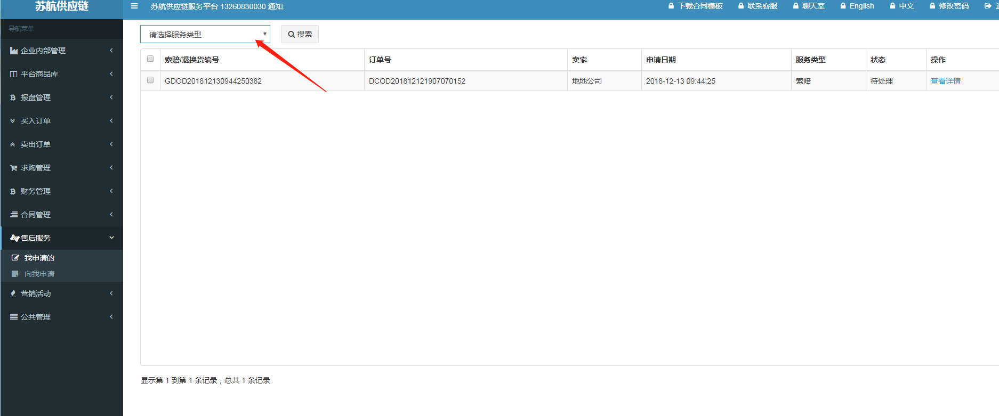 苏航供应链
苏航供应链服务平台 13260830030 通知:
下载合同模板
联系客服
聊天室
English
中文
修改密码
导航菜单
企业内部管理
平台商品库
报盘管理
买入订单
卖出订单
求购管理
财务管理
合同管理
售后服务
我申请的
向我申请
营销活动
公共管理
请选择服务类型
搜索
索赔/退换货编号 订单号 卖家 申请日期 服务类型 状态 操作
GDOD201812130944250382 DCOD201812121907070152 地地公司 2018-12-13 09:44:25 索赔 待处理 查看详情
显示第 1 到第 1 条记录，总共 1 条记录